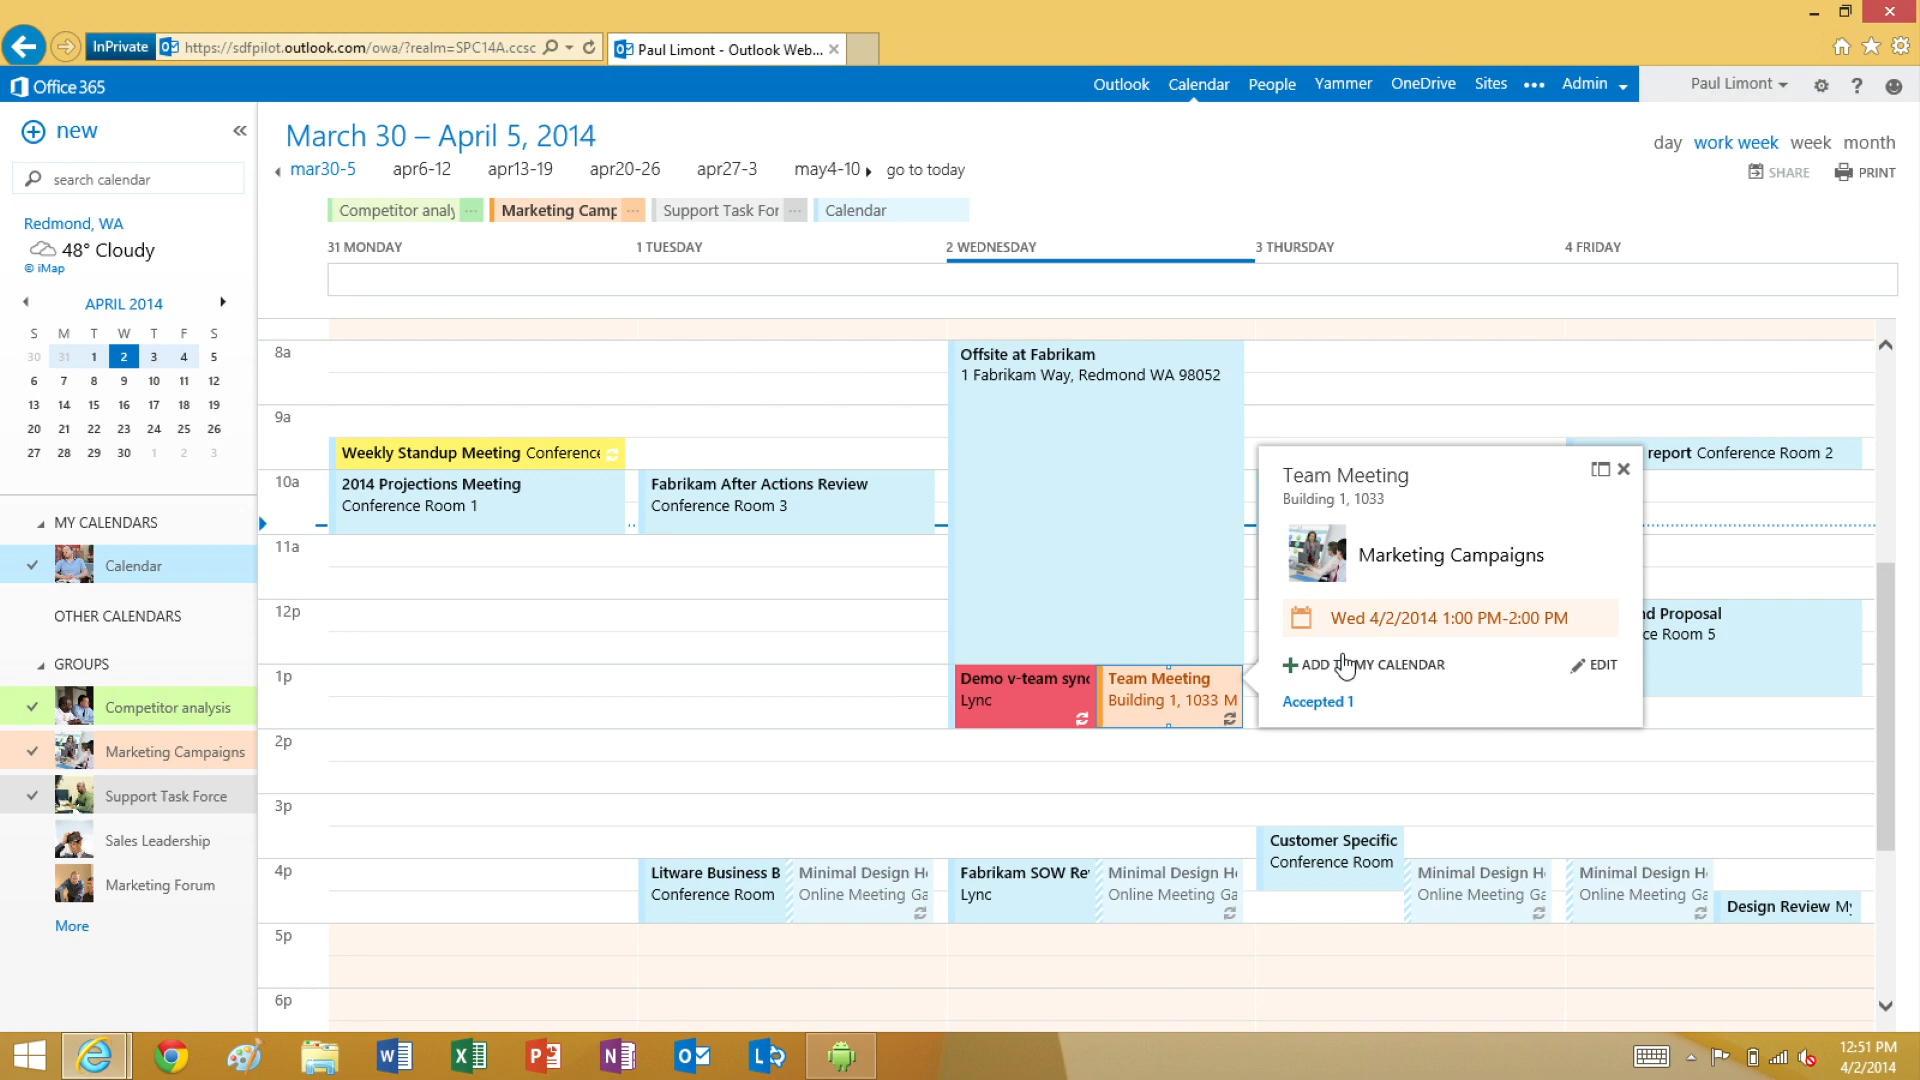 InPrivate
https://sdfpilot.outlook.com/owa/?realm=SPC14A.ccsc
Paul Limont - Outlook Web...
Office 365
Outlook Calendar People Yammer OneDrive Sites ••• Admin
Paul Limont
?
new
«
search calendar
Redmond, WA
48° Cloudy
© iMap
APRIL 2014
S M T W T F S
30 31 1 2 3 4 5
6 7 8 9 10 11 12
13 14 15 16 17 18 19
20 21 22 23 24 25 26
27 28 29 30 1 2 3
MY CALENDARS
Calendar
OTHER CALENDARS
GROUPS
Competitor analysis
Marketing Campaigns
Support Task Force
Sales Leadership
Marketing Forum
More
March 30 – April 5, 2014
mar30-5 apr6-12 apr13-19 apr20-26 apr27-3 may4-10 go to today
day work week week month
SHARE PRINT
Competitor analy ...
Marketing Camp ...
Support Task For ...
Calendar
31 MONDAY 1 TUESDAY 2 WEDNESDAY 3 THURSDAY 4 FRIDAY
8a
9a
10a
11a
12p
1p
2p
3p
4p
5p
6p
Weekly Standup Meeting Conference
2014 Projections Meeting
Conference Room 1
Fabrikam After Actions Review
Conference Room 3
Litware Business B
Conference Room
Minimal Design H
Online Meeting Ga
Offsite at Fabrikam
1 Fabrikam Way, Redmond WA 98052
Demo v-team sync
Lync
Team Meeting
Building 1, 1033 M
Fabrikam SOW Re
Lync
Minimal Design H
Online Meeting Ga
Team Meeting
Building 1, 1033
Marketing Campaigns
Wed 4/2/2014 1:00 PM-2:00 PM
ADD T MY CALENDAR
EDIT
Accepted 1
Customer Specific
Conference Room
Minimal Design H
Online Meeting Ga
report Conference Room 2
nd Proposal
ce Room 5
Minimal Design H
Online Meeting Ga
Design Review My
12:51 PM
4/2/2014